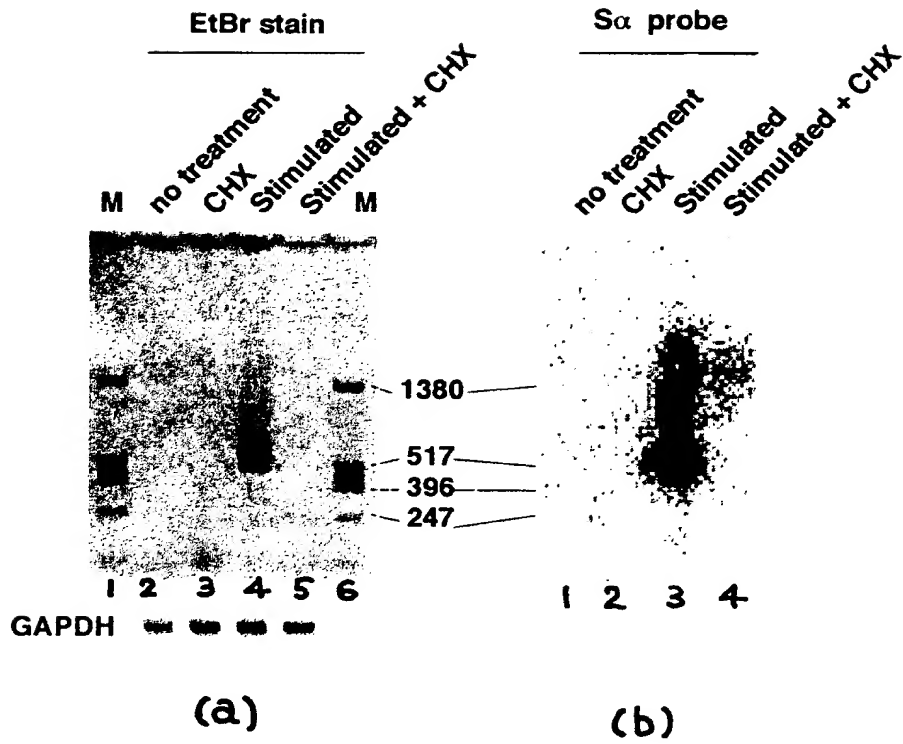 EtBr stain
Sα probe
no treatment
CHX
Stimulated
Stimulated + CHX
no treatment
CHX
Stimulated
Stimulated + CHX
M
M
1380
517
396
247
1 2 3 4 5 6
1 2 3 4
GAPDH
(a)
(b)